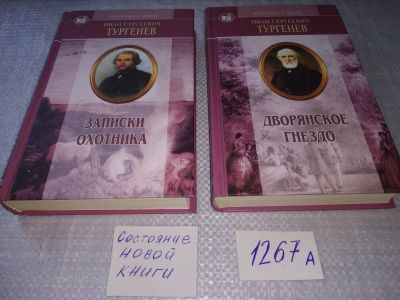 ИВАН СЕРГЕЕВИЧ
ТУРГЕНЕВ
ЗАПИСКИ
ОХОТНИКА
ИВАН СЕРГЕЕВИЧ
ТУРГЕНЕВ
ДВОРЯНСКОЕ
ГНЕЗДО
Состояние
НОВОЙ
КНИГИ
1267 А